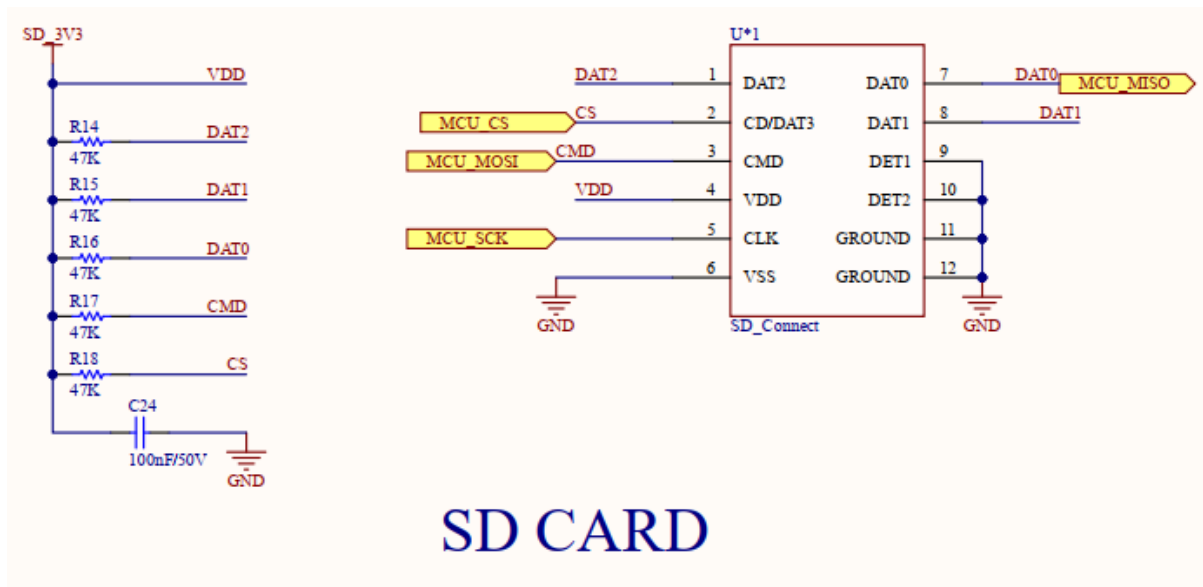 SD_3V3
VDD
R14
DAT2
47K
R15
DAT1
47K
R16
DAT0
47K
R17
CMD
47K
R18
CS
47K
C24
100nF/50V
GND
U*1
DAT2 1 DAT2 DAT0 7 DAT0 MCU_MISO
MCU_CS CS 2 CD/DAT3 DAT1 8 DAT1
MCU_MOSI CMD 3 CMD DET1 9
VDD 4 VDD DET2 10
MCU_SCK 5 CLK GROUND 11
6 VSS GROUND 12
GND
SD_Connect
GND
SD CARD